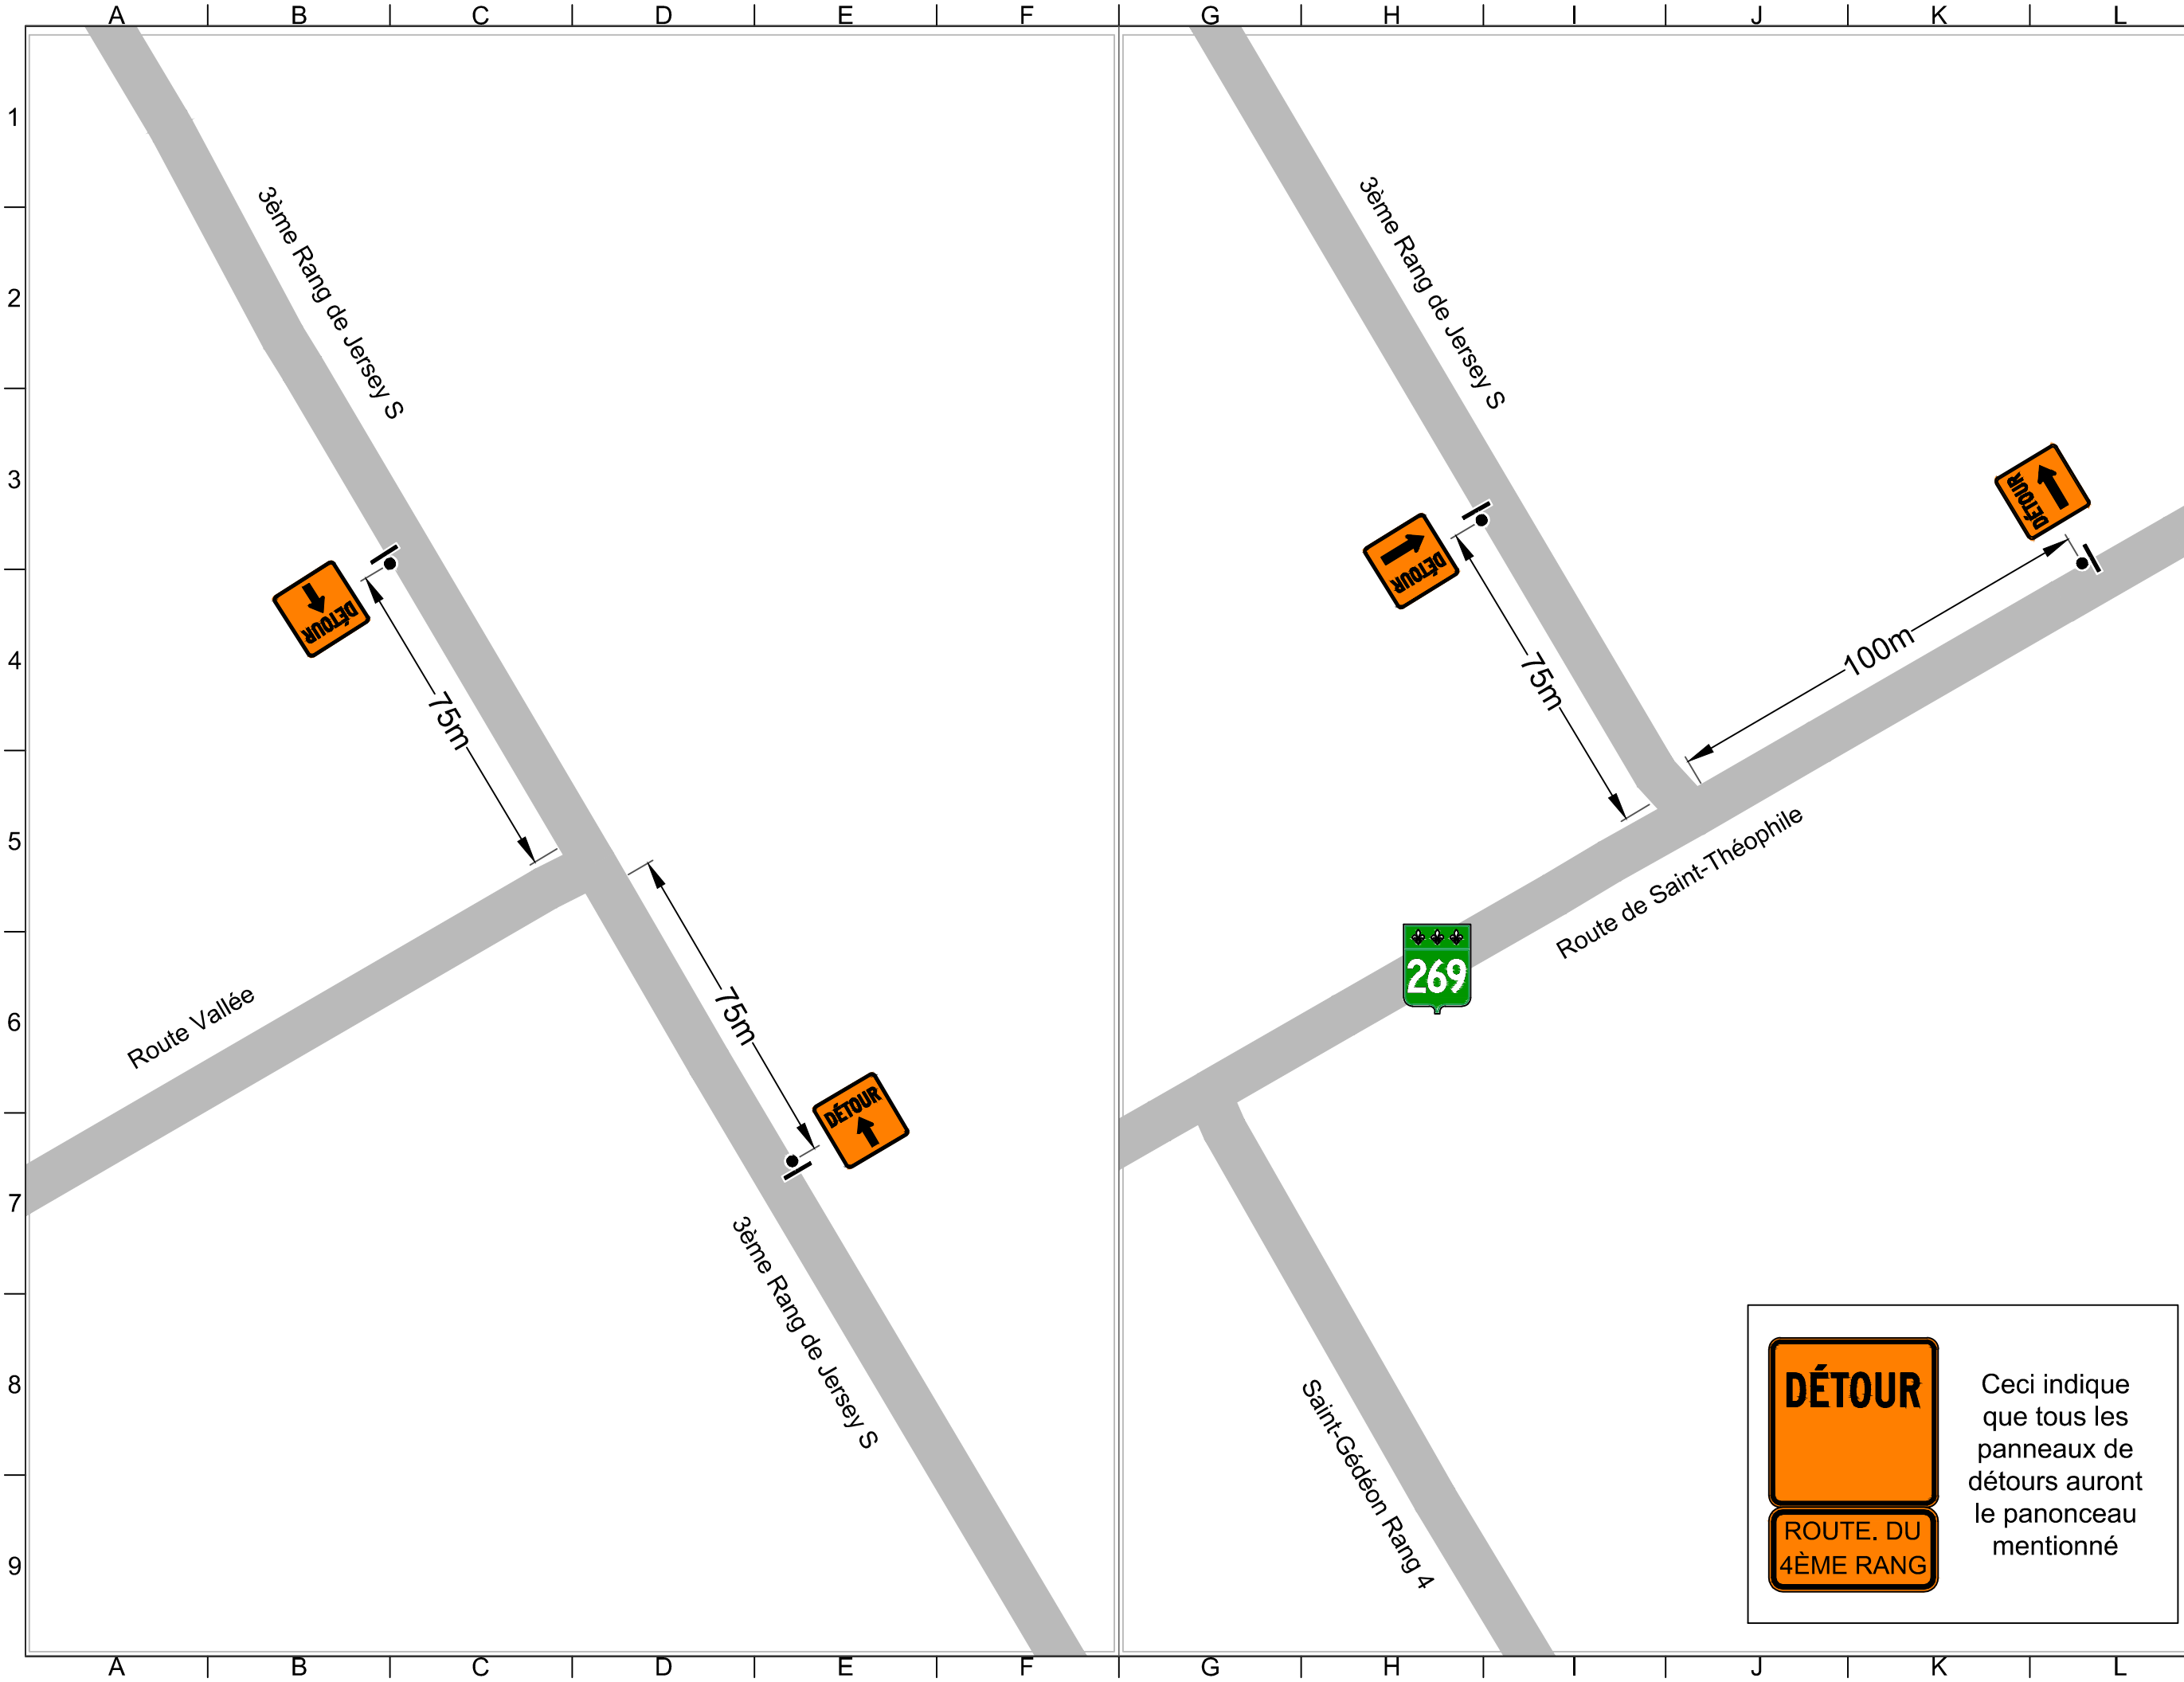 A B C D E F G H I J K L
1
2
3
4
5
6
7
8
9
3ème Rang de Jersey S
DÉTOUR
75m
Route Vallée
75m
DÉTOUR
3ème Rang de Jersey S
3ème Rang de Jersey S
DÉTOUR
75m
DÉTOUR
100m
Route de Saint-Théophile
269
Saint-Gédéon Rang 4
DÉTOUR
ROUTE. DU
4ÈME RANG
Ceci indique
que tous les
panneaux de
détours auront
le panonceau
mentionné
A B C D E F G H I J K L